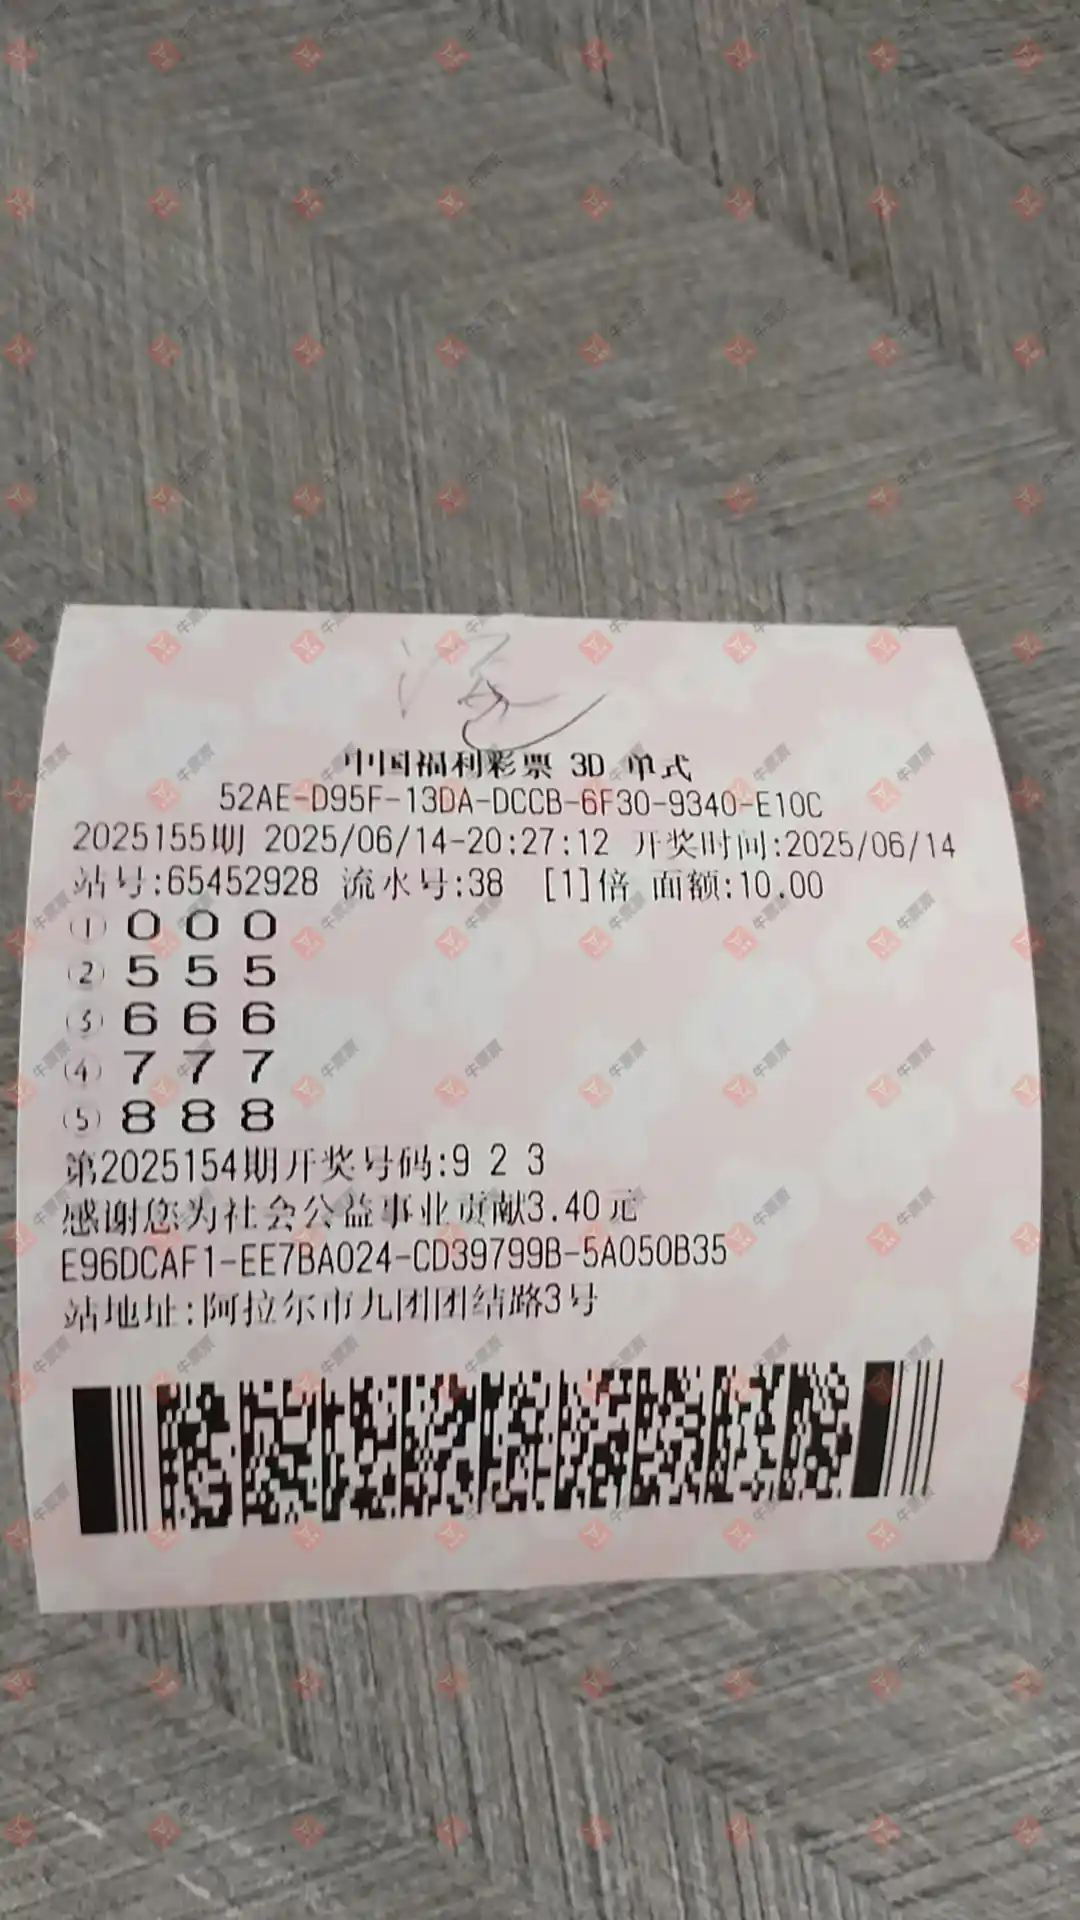 中国福利彩票 3D 单式
52AE-D95F-13DA-DCCB-6F30-9340-E10C
2025155期 2025/06/14-20:27:12 开奖时间:2025/06/14
站号:65452928 流水号:38 [1]倍 面额:10.00
① 0 0 0
② 5 5 5
③ 6 6 6
④ 7 7 7
⑤ 8 8 8
第2025154期开奖号码:9 2 3
感谢您为社会公益事业贡献3.40元
E96DCAF1-EE7BA024-CD39799B-5A050B35
站地址:阿拉尔市九团团结路3号